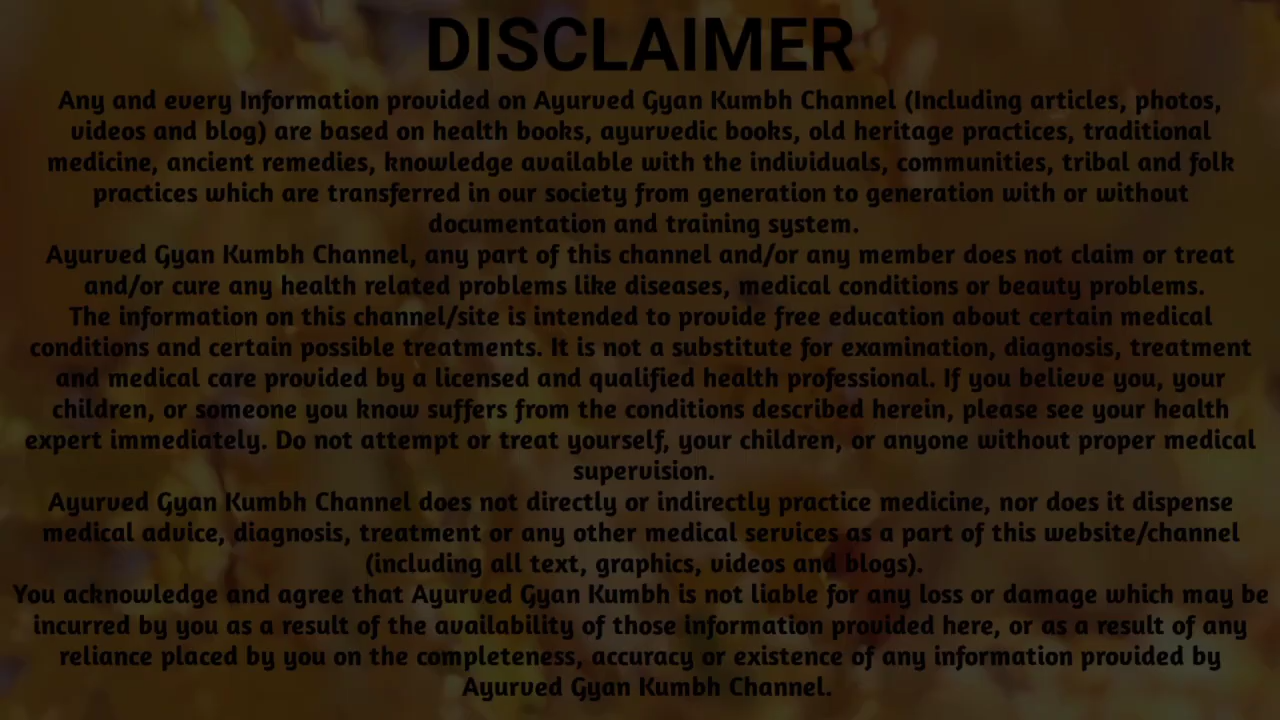 DISCLAIMER
Any and every Information provided on Ayurved Gyan Kumbh Channel (Including articles, photos,
videos and blog) are based on health books, ayurvedic books, old heritage practices, traditional
medicine, ancient remedies, knowledge available with the individuals, communities, tribal and folk
practices which are transferred in our society from generation to generation with or without
documentation and training system.
Ayurved Gyan Kumbh Channel, any part of this channel and/or any member does not claim or treat
and/or cure any health related problems like diseases, medical conditions or beauty problems.
The information on this channel/site is intended to provide free education about certain medical
conditions and certain possible treatments. It is not a substitute for examination, diagnosis, treatment
and medical care provided by a licensed and qualified health professional. If you believe you, your
children, or someone you know suffers from the conditions described herein, please see your health
expert immediately. Do not attempt or treat yourself, your children, or anyone without proper medical
supervision.
Ayurved Gyan Kumbh Channel does not directly or indirectly practice medicine, nor does it dispense
medical advice, diagnosis, treatment or any other medical services as a part of this website/channel
(including all text, graphics, videos and blogs).
You acknowledge and agree that Ayurved Gyan Kumbh is not liable for any loss or damage which may be
incurred by you as a result of the availability of those information provided here, or as a result of any
reliance placed by you on the completeness, accuracy or existence of any information provided by
Ayurved Gyan Kumbh Channel.